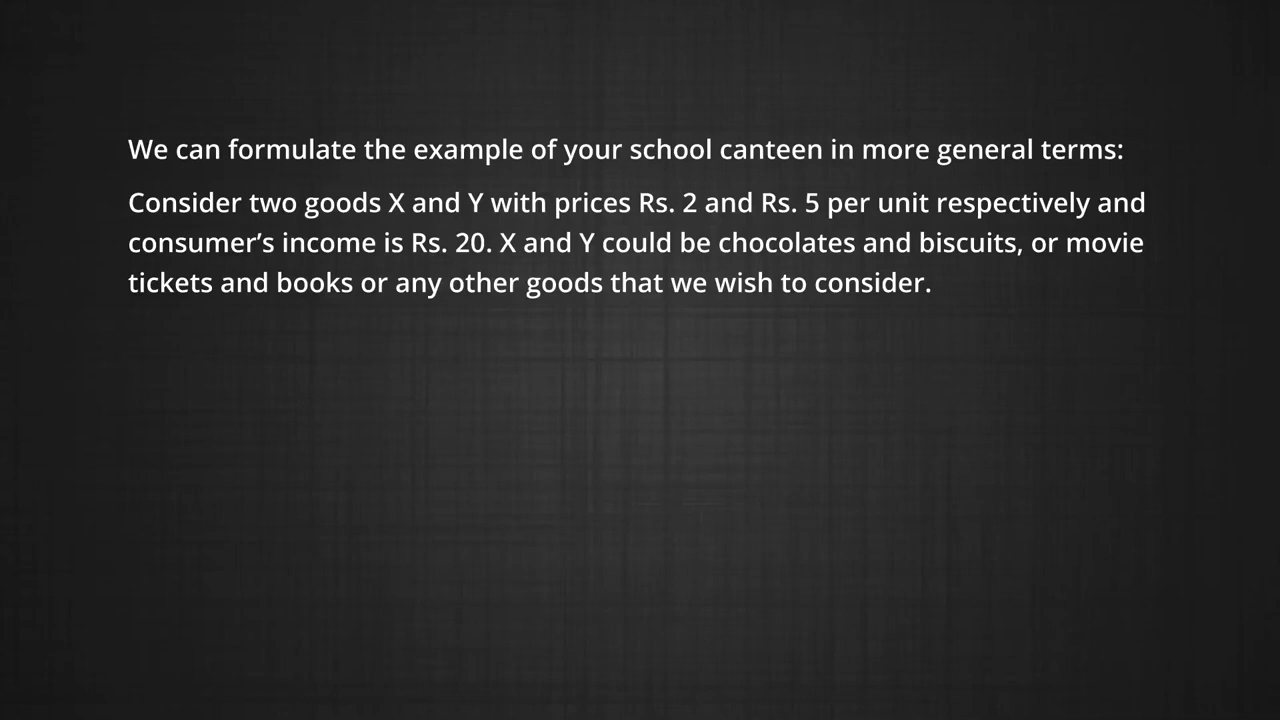 We can formulate the example of your school canteen in more general terms:
Consider two goods X and Y with prices Rs. 2 and Rs. 5 per unit respectively and
consumer’s income is Rs. 20. X and Y could be chocolates and biscuits, or movie
tickets and books or any other goods that we wish to consider.